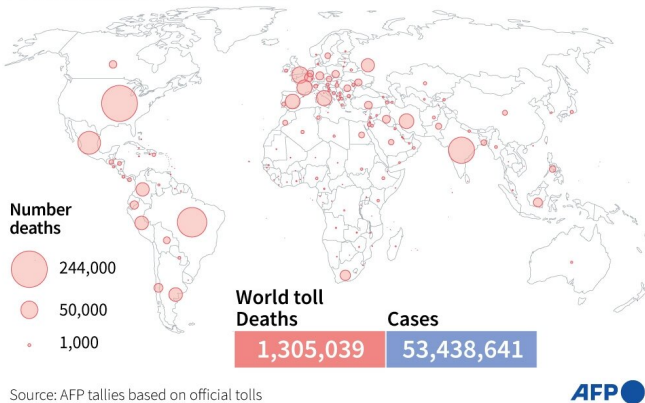 Number
deaths
244,000
50,000
1,000
World toll
Deaths
Cases
1,305,039
53,438,641
Source: AFP tallies based on official tolls
AFP